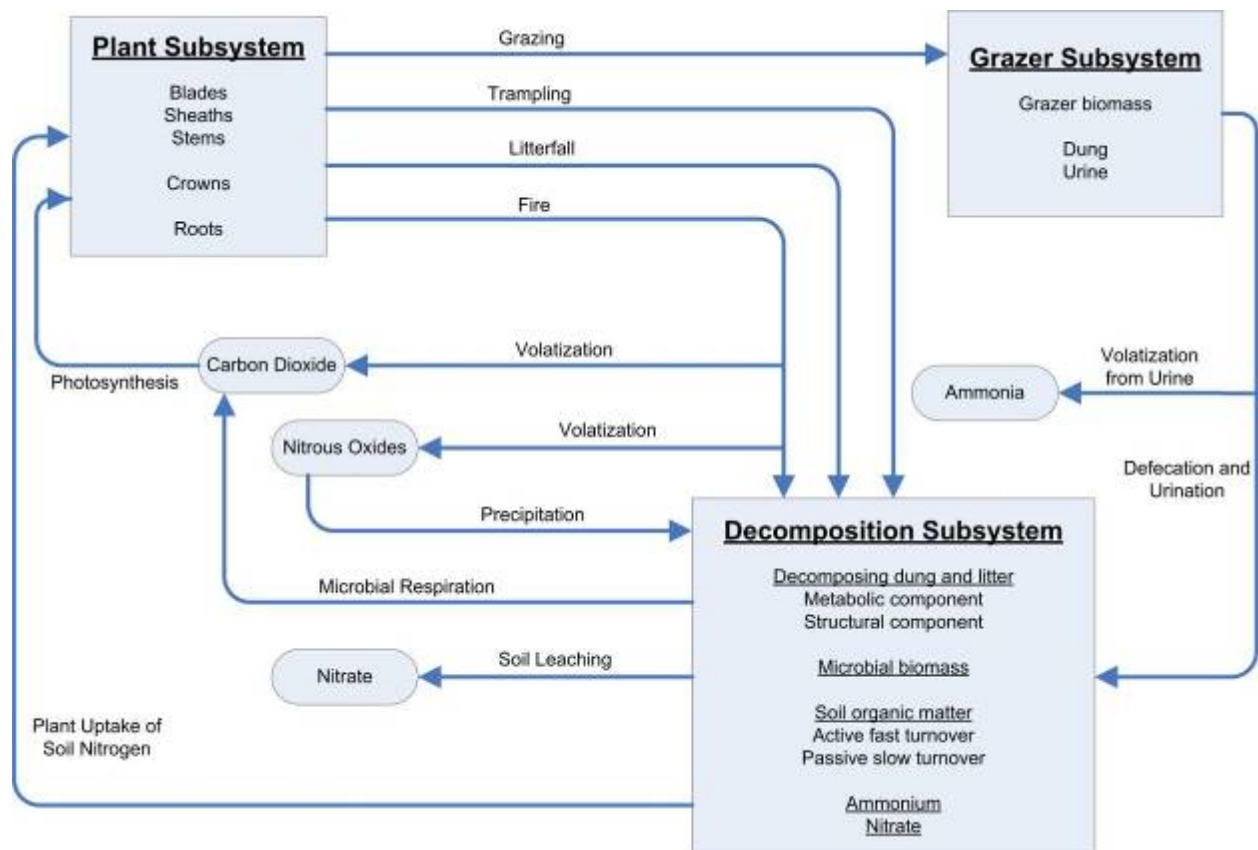 Plant Subsystem
Blades
Sheaths
Stems
Crowns
Roots
Grazing
Trampling
Litterfall
Fire
Grazer Subsystem
Grazer biomass
Dung
Urine
Carbon Dioxide
Photosynthesis
Volatization
Nitrous Oxides
Volatization
Precipitation
Ammonia
Volatization
from Urine
Defecation and
Urination
Microbial Respiration
Nitrate
Soil Leaching
Plant Uptake of
Soil Nitrogen
Decomposition Subsystem
Decomposing dung and litter
Metabolic component
Structural component
Microbial biomass
Soil organic matter
Active fast turnover
Passive slow turnover
Ammonium
Nitrate